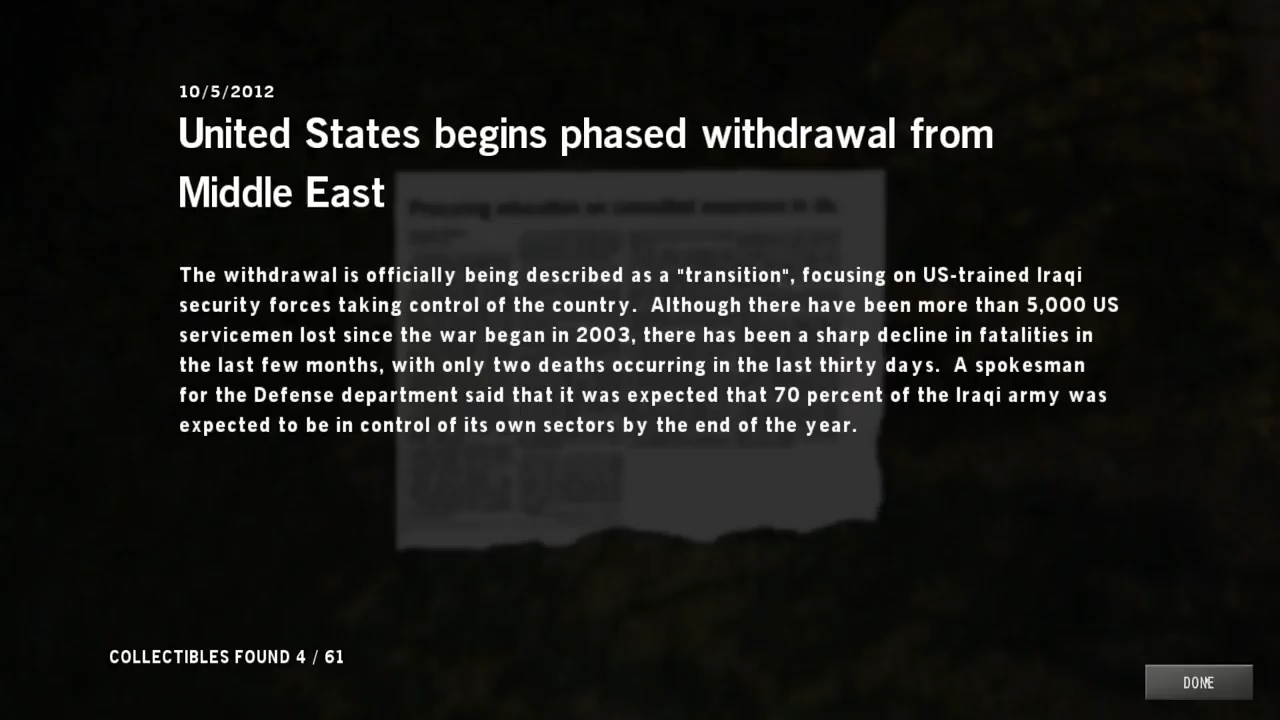 10/5/2012
United States begins phased withdrawal from
Middle East
The withdrawal is officially being described as a "transition", focusing on US-trained Iraqi
security forces taking control of the country.  Although there have been more than 5,000 US
servicemen lost since the war began in 2003, there has been a sharp decline in fatalities in
the last few months, with only two deaths occurring in the last thirty days.  A spokesman
for the Defense department said that it was expected that 70 percent of the Iraqi army was
expected to be in control of its own sectors by the end of the year.
COLLECTIBLES FOUND 4 / 61
DONE